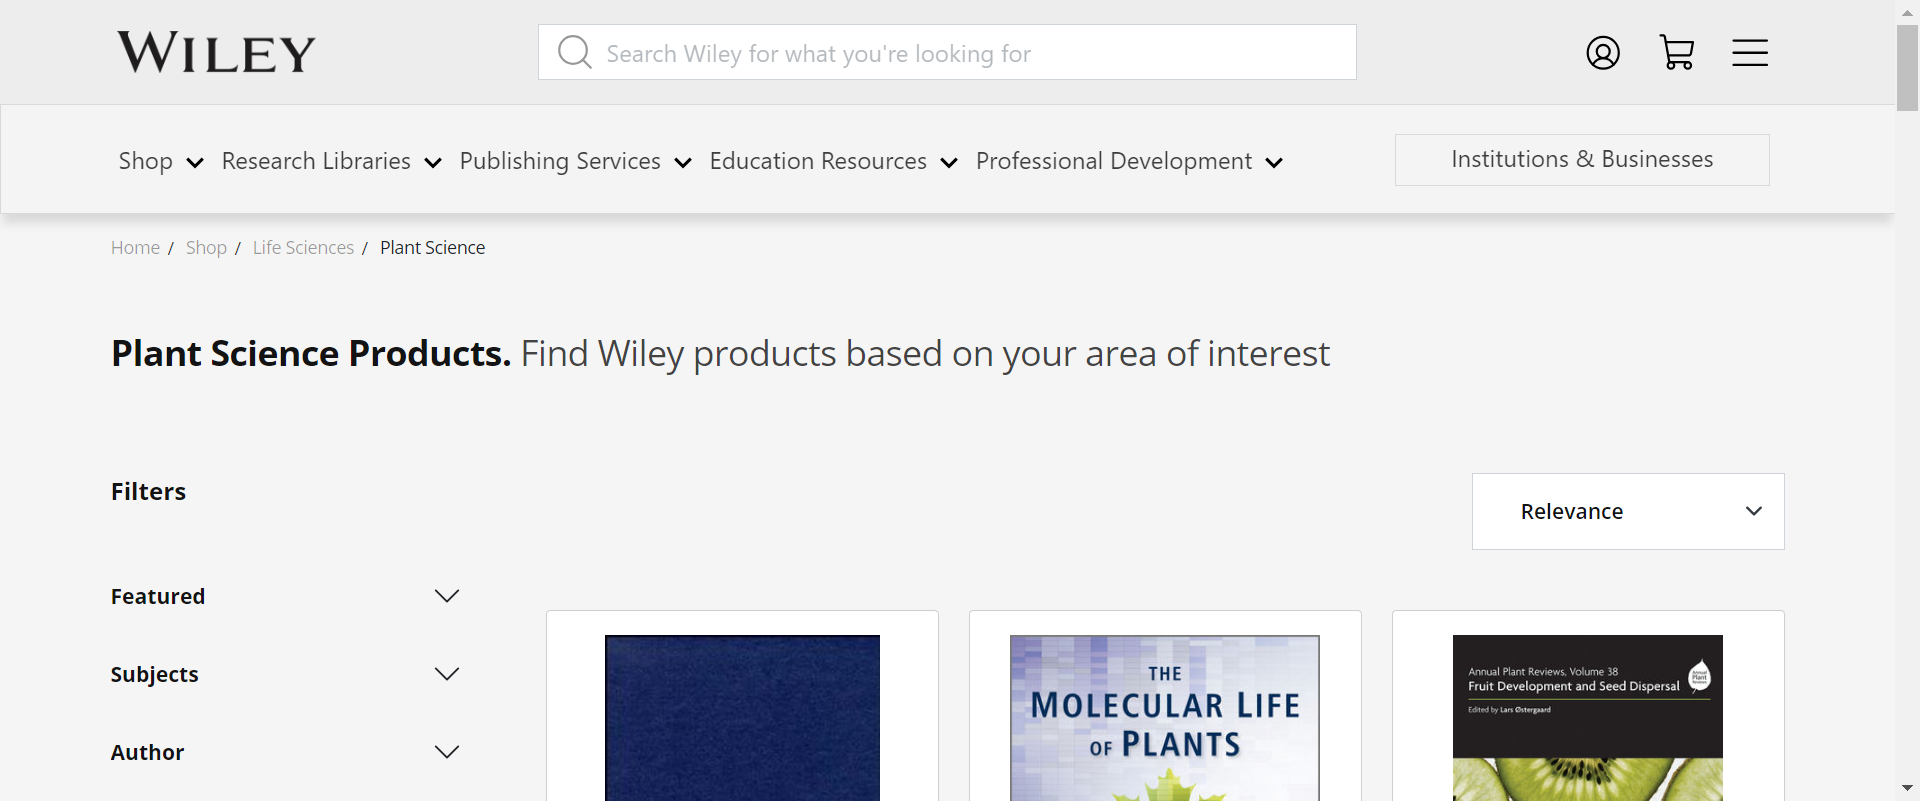 WILEY
Search Wiley for what you're looking for
Shop Research Libraries Publishing Services Education Resources Professional Development Institutions & Businesses
Home / Shop / Life Sciences / Plant Science
Plant Science Products. Find Wiley products based on your area of interest
Filters
Relevance
Featured
Subjects
Author
THE
MOLECULAR LIFE
OF PLANTS
Annual Plant Reviews, Volume 38
Fruit Development and Seed Dispersal
Edited by Lars Østergaard
Annual
Plant
Reviews